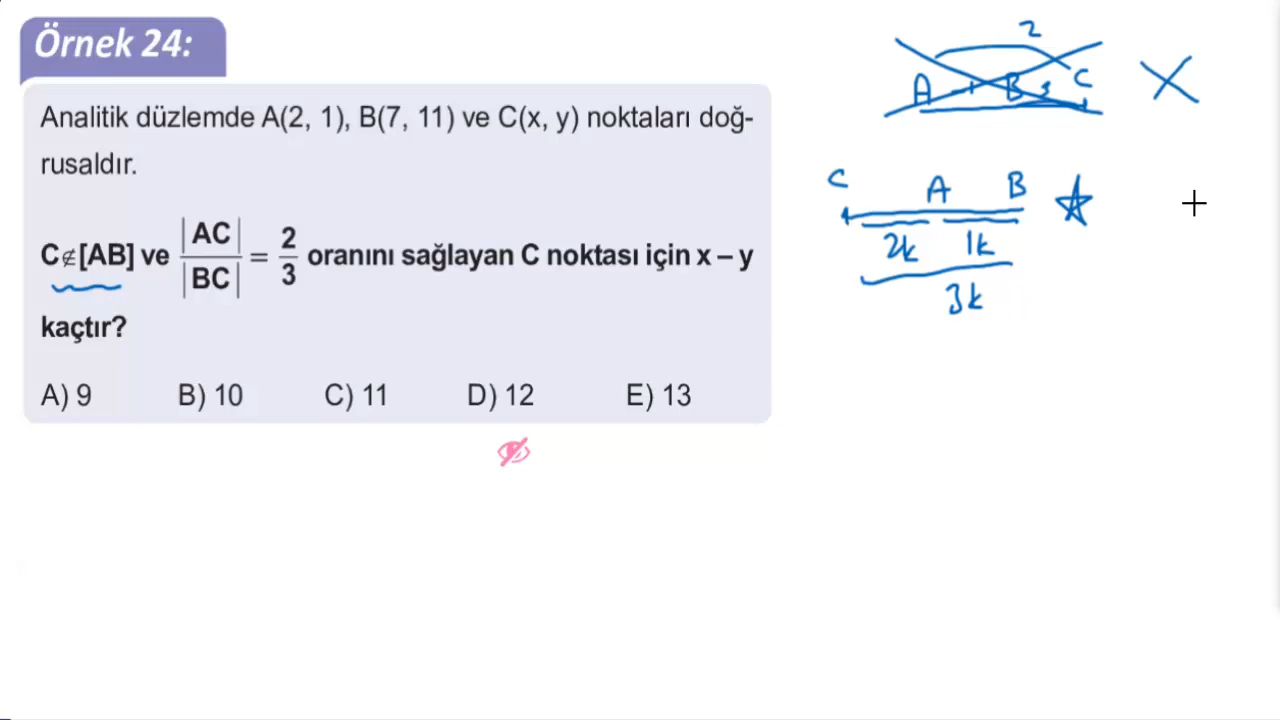 Örnek 24:
Analitik düzlemde A(2, 1), B(7, 11) ve C(x, y) noktaları doğ-
rusaldır.
C∉[AB] ve |AC| / |BC| = 2/3 oranını sağlayan C noktası için x – y
kaçtır?
A) 9 B) 10 C) 11 D) 12 E) 13
2
A B C
C A B
2k 1k
3k